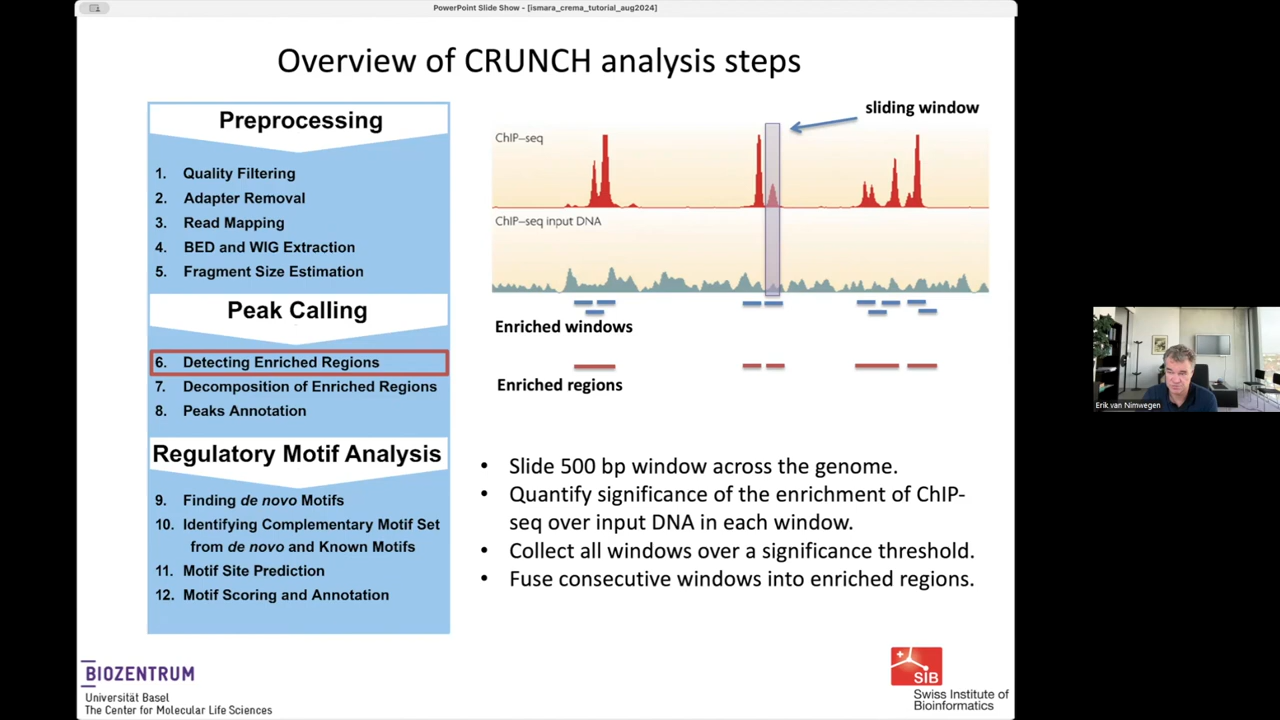 PowerPoint Slide Show - [ismara_crema_tutorial_aug2024]
Overview of CRUNCH analysis steps
Preprocessing
1. Quality Filtering
2. Adapter Removal
3. Read Mapping
4. BED and WIG Extraction
5. Fragment Size Estimation
Peak Calling
6. Detecting Enriched Regions
7. Decomposition of Enriched Regions
8. Peaks Annotation
Regulatory Motif Analysis
9. Finding de novo Motifs
10. Identifying Complementary Motif Set
from de novo and Known Motifs
11. Motif Site Prediction
12. Motif Scoring and Annotation
sliding window
ChIP–seq
ChIP–seq input DNA
Enriched windows
Enriched regions
• Slide 500 bp window across the genome.
• Quantify significance of the enrichment of ChIP-
seq over input DNA in each window.
• Collect all windows over a significance threshold.
• Fuse consecutive windows into enriched regions.
Erik van Nimwegen
BIOZENTRUM
Universität Basel
The Center for Molecular Life Sciences
SIB
Swiss Institute of
Bioinformatics